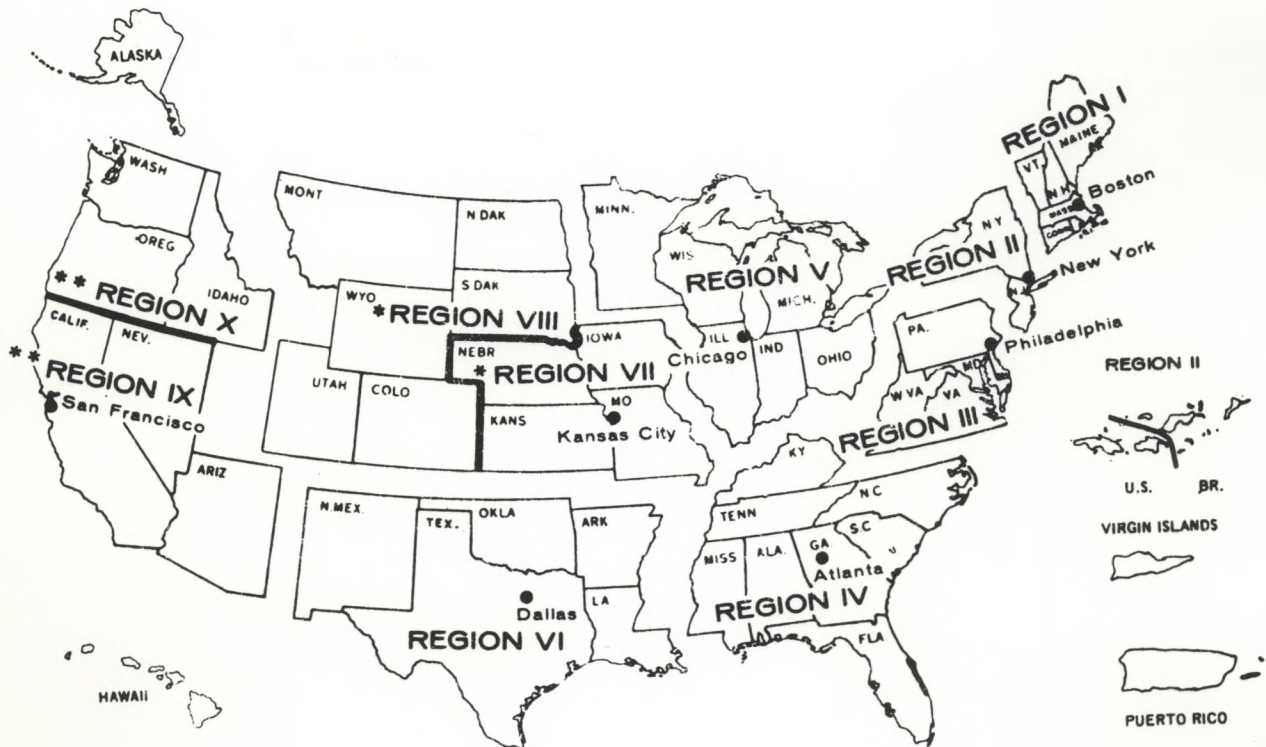 ALASKA
REGION I
MAINE
WASH
VT.
N H
Boston
MONT
MASS
N DAK
MINN.
CONN
OREG
N Y
WIS
REGION II
New York
REGION V
** REGION X
IDAHO
S DAK
N.J.
WYO
MICH.
*REGION VIII
CALIF.
NEV.
PA.
IOWA
ILL
Philadelphia
NEBR
Chicago
IND
OHIO
MD
**
REGION IX
* REGION VII
UTAH
COLO
W VA
VA
REGION II
San Francisco
KANS
MO
Kansas City
REGION III
KY
ARIZ
U.S.
BR.
N.MEX.
TEX.
OKLA
ARK
TENN
N C
S.C
VIRGIN ISLANDS
MISS
ALA.
GA
Atlanta
Dallas
LA
REGION IV
REGION VI
FLA
HAWAII
PUERTO RICO